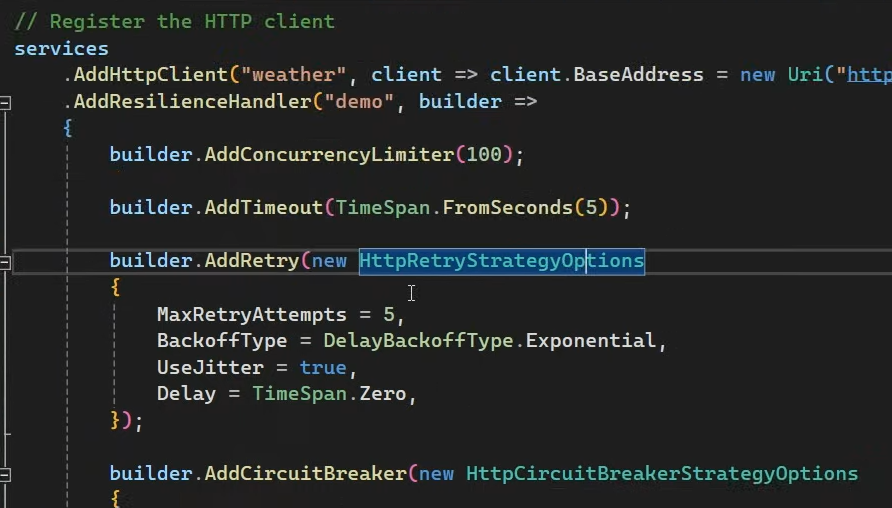 // Register the HTTP client
services
.AddHttpClient("weather", client => client.BaseAddress = new Uri("http
.AddResilienceHandler("demo", builder =>
{
builder.AddConcurrencyLimiter(100);
builder.AddTimeout(TimeSpan.FromSeconds(5));
builder.AddRetry(new HttpRetryStrategyOptions
{
MaxRetryAttempts = 5,
BackoffType = DelayBackoffType.Exponential,
UseJitter = true,
Delay = TimeSpan.Zero,
});
builder.AddCircuitBreaker(new HttpCircuitBreakerStrategyOptions
{